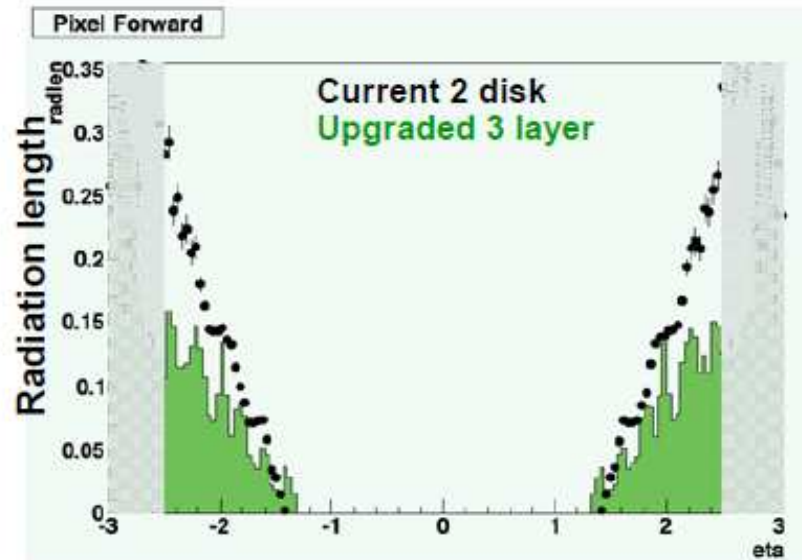 Pixel Forward
Radiation length
radlen
Current 2 disk
Upgraded 3 layer
0.35
0.3
0.25
0.2
0.15
0.1
0.05
0
-3 -2 -1 0 1 2 3
eta